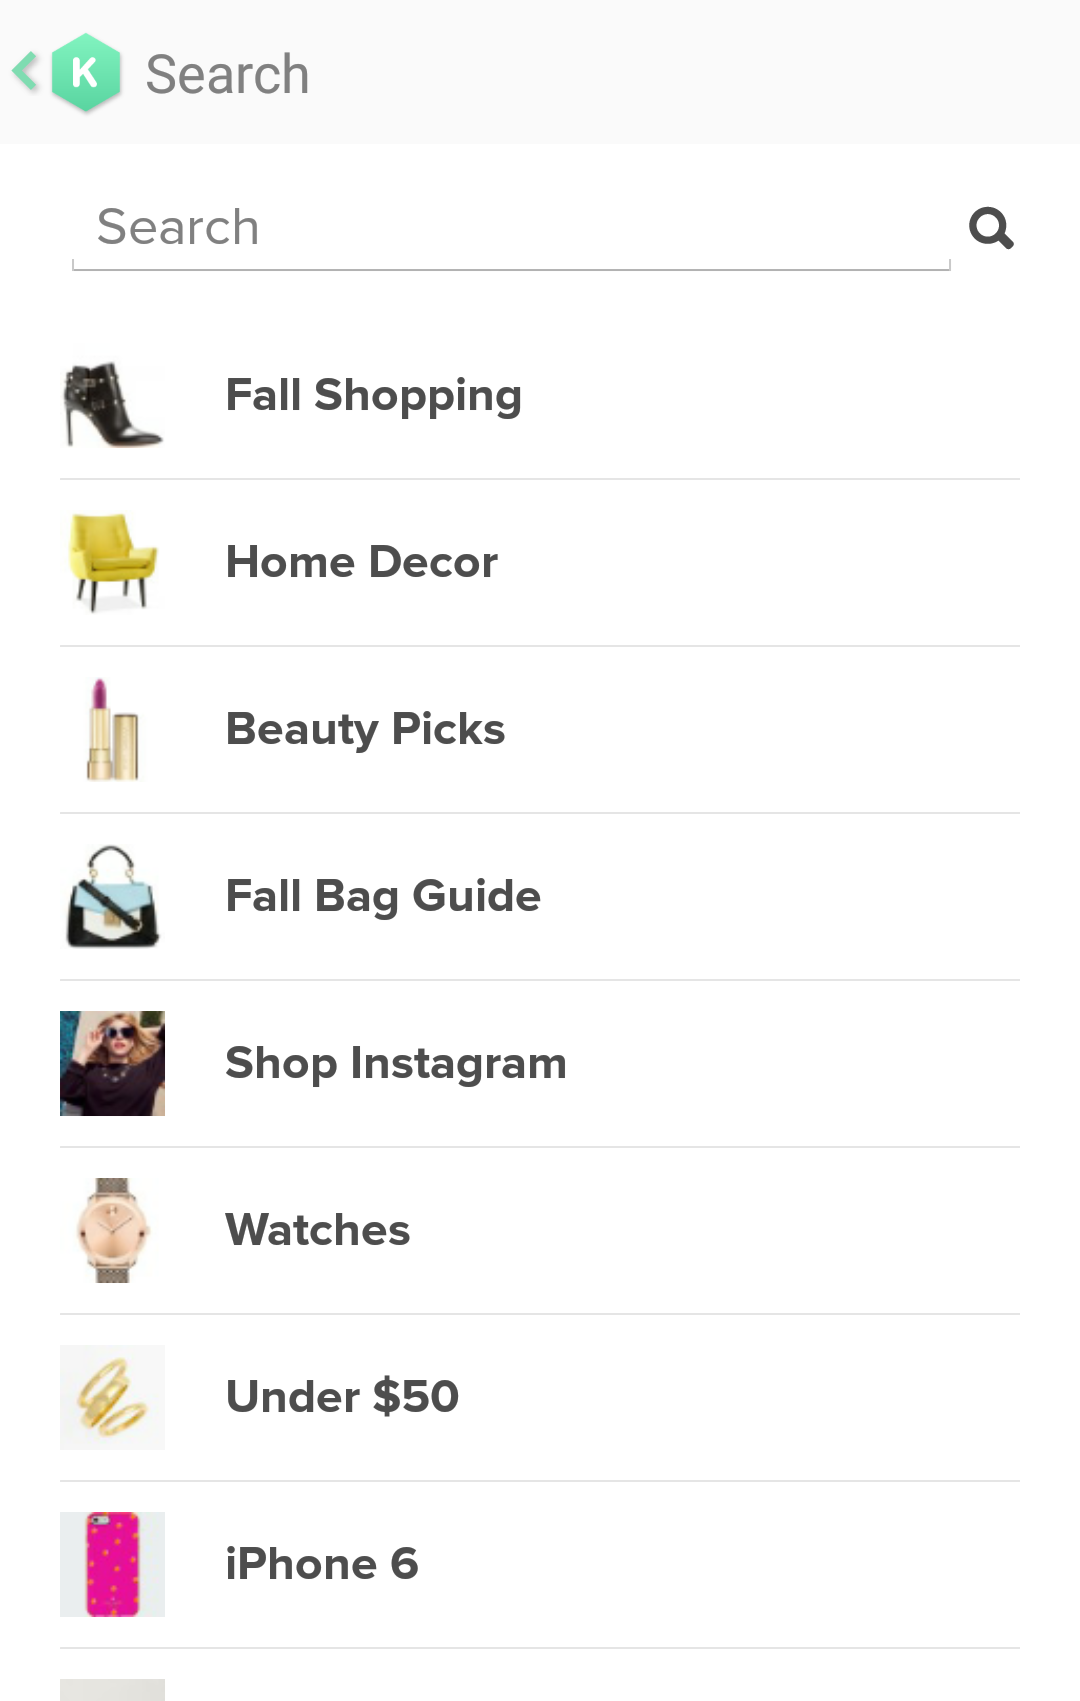 K Search
Search
Fall Shopping
Home Decor
Beauty Picks
Fall Bag Guide
Shop Instagram
Watches
Under $50
iPhone 6